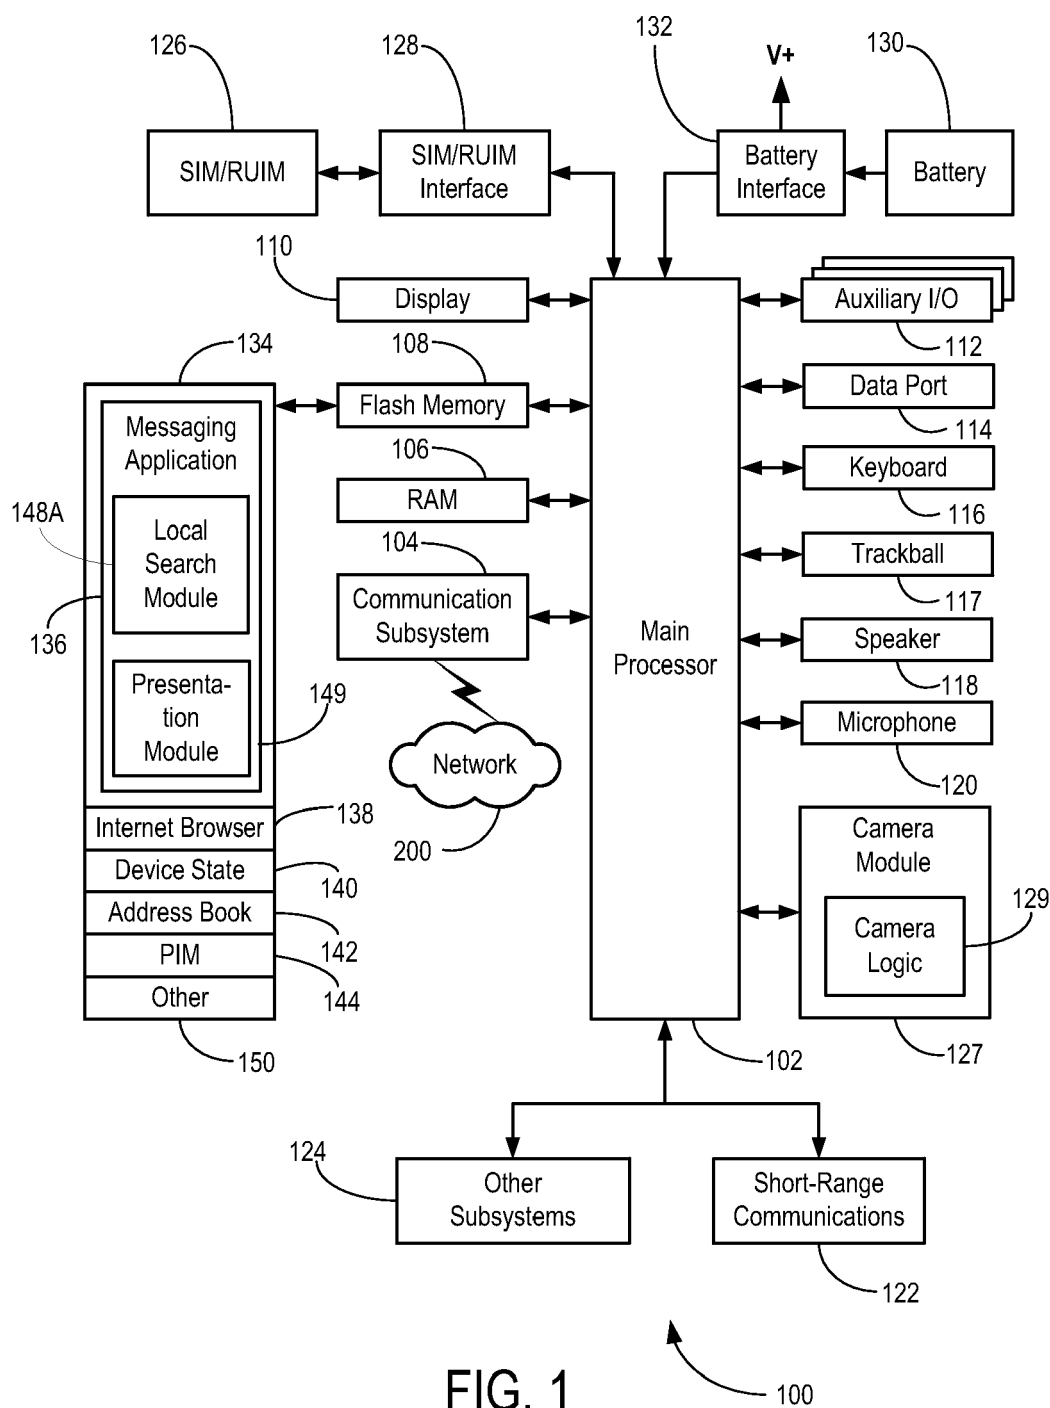 126
128
132
V+
130
SIM/RUIM
SIM/RUIM
Interface
Battery
Interface
Battery
110
Display
Auxiliary I/O
112
134
108
Flash Memory
Data Port
114
Messaging
Application
106
RAM
Keyboard
116
148A
Local
Search
Module
104
Communication
Subsystem
Trackball
117
136
Main
Processor
Speaker
118
Presenta-
tion
Module
149
Microphone
120
Network
200
Internet Browser
138
Device State
140
Address Book
142
PIM
144
Other
150
Camera
Module
Camera
Logic
129
127
102
124
Other
Subsystems
Short-Range
Communications
122
100
FIG. 1